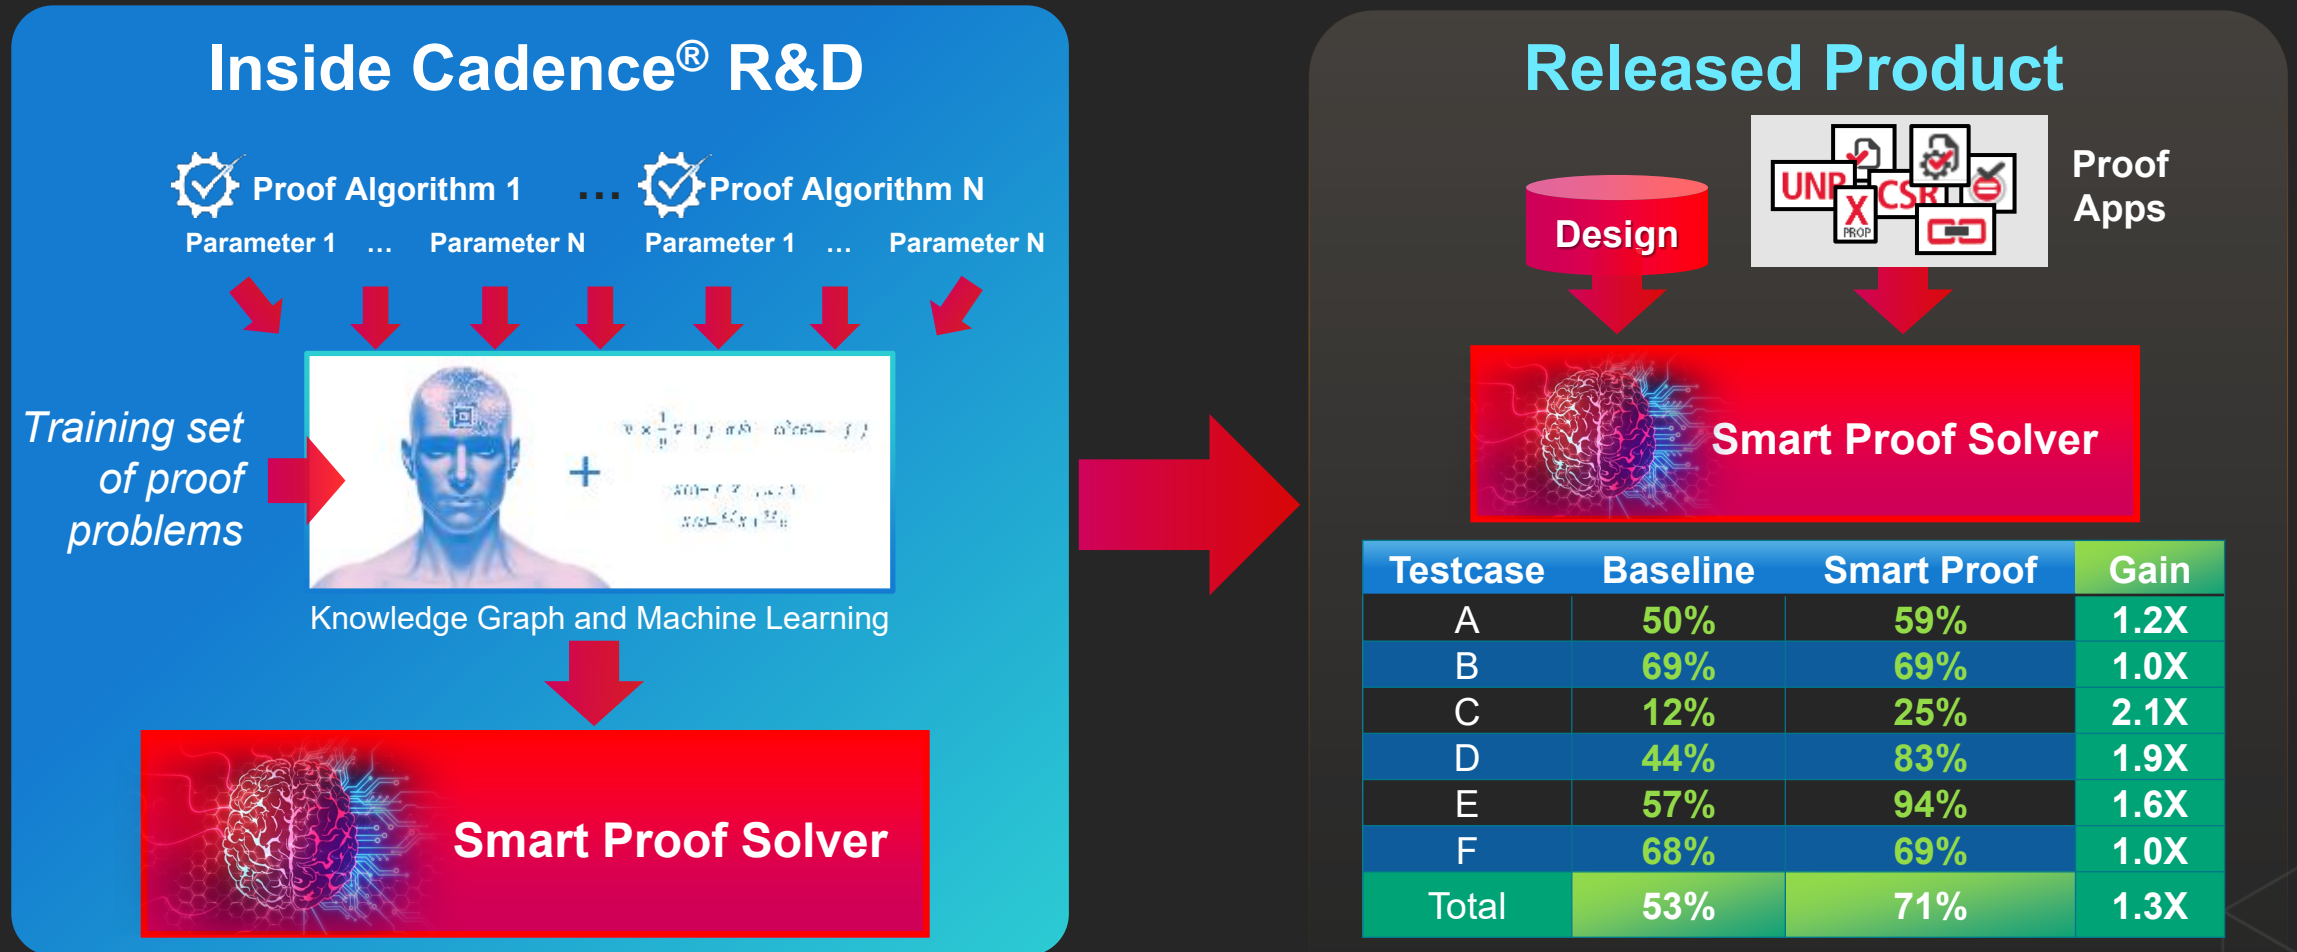 Inside Cadence® R&D
Proof Algorithm 1 ... Proof Algorithm N
Parameter 1 ... Parameter N Parameter 1 ... Parameter N
Training set
of proof
problems
+
Knowledge Graph and Machine Learning
Smart Proof Solver
Released Product
Design
UNR
CSR
X
PROP
Proof
Apps
Smart Proof Solver
Testcase Baseline Smart Proof Gain
A 50% 59% 1.2X
B 69% 69% 1.0X
C 12% 25% 2.1X
D 44% 83% 1.9X
E 57% 94% 1.6X
F 68% 69% 1.0X
Total 53% 71% 1.3X